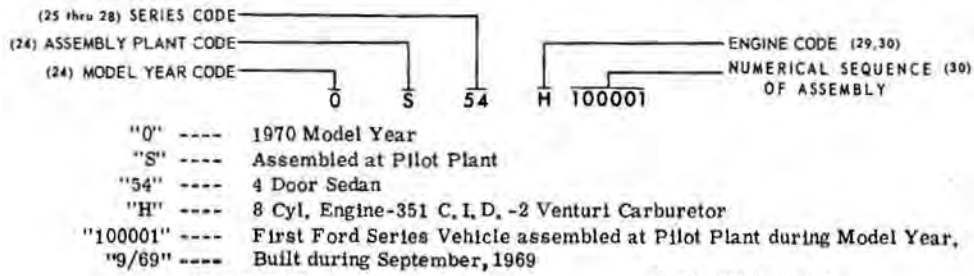 (25 thru 28) SERIES CODE
(24) ASSEMBLY PLANT CODE
(24) MODEL YEAR CODE
ENGINE CODE (29,30)
NUMERICAL SEQUENCE (30)
OF ASSEMBLY
0 S 54 H 100001
"0" ---- 1970 Model Year
"S" ---- Assembled at Pilot Plant
"54" ---- 4 Door Sedan
"H" ---- 8 Cyl, Engine-351 C.I.D. -2 Venturi Carburetor
"100001" ---- First Ford Series Vehicle assembled at Pilot Plant during Model Year,
"9/69" ---- Built during September, 1969